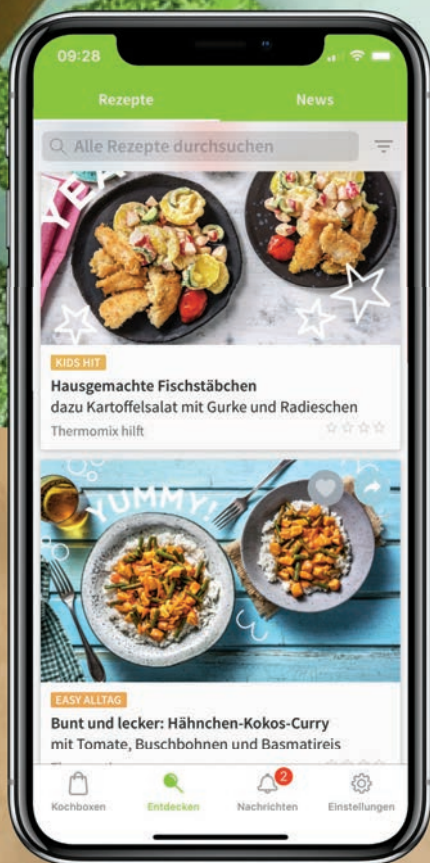 09:28
Rezepte
News
Alle Rezepte durchsuchen
YEA
KIDS HIT
Hausgemachte Fischstäbchen
dazu Kartoffelsalat mit Gurke und Radieschen
Thermomix hilft
YUMMY!
EASY ALLTAG
Bunt und lecker: Hähnchen-Kokos-Curry
mit Tomate, Buschbohnen und Basmatireis
2
Kochboxen
Entdecken
Nachrichten
Einstellungen